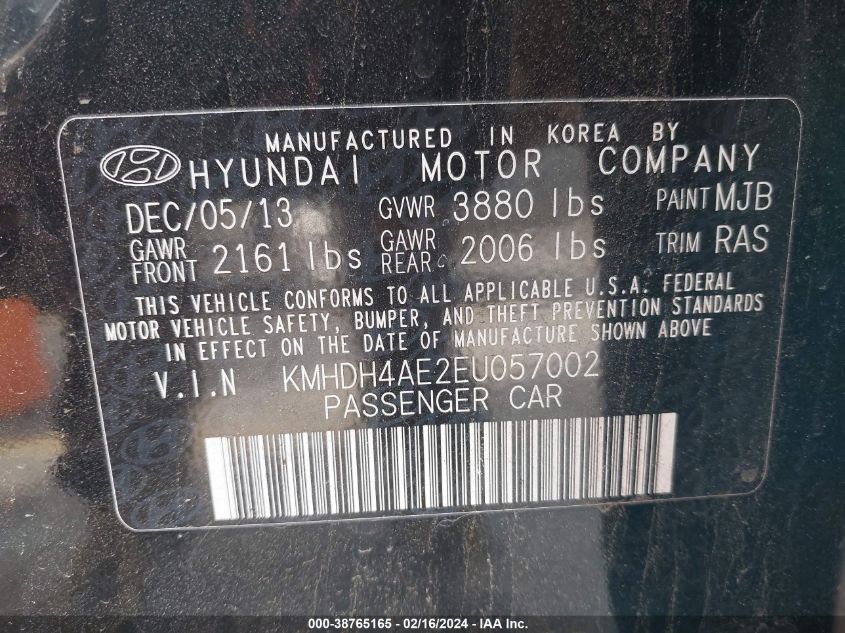 MANUFACTURED IN KOREA BY
HYUNDAI MOTOR COMPANY
DEC/05/13 GVWR 3880 lbs PAINT MJB
GAWR FRONT 2161 lbs GAWR REAR 2006 lbs TRIM RAS
THIS VEHICLE CONFORMS TO ALL APPLICABLE U.S.A. FEDERAL
MOTOR VEHICLE SAFETY, BUMPER, AND THEFT PREVENTION STANDARDS
IN EFFECT ON THE DATE OF MANUFACTURE SHOWN ABOVE
V.I.N KMHDH4AE2EU057002
PASSENGER CAR
000-38765165 - 02/16/2024 - IAA Inc.